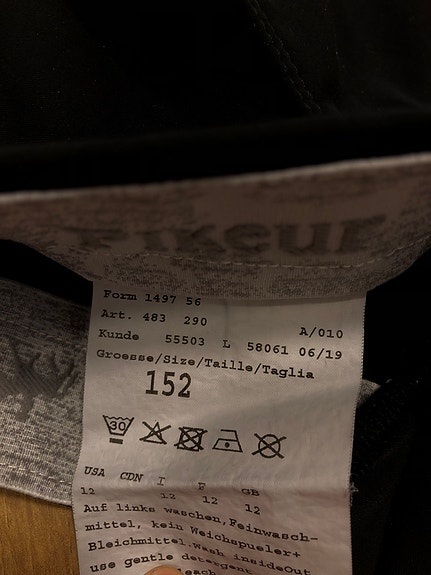 Pikeur
Form 1497 56
Art. 483 290 A/010
Kunde 55503 L 58061 06/19
Groesse/Size/Taille/Taglia
152
30
USA CDN I F GB
12 12 12 12
Auf links waschen,Feinwasch-
mittel, kein Weichspueler+
Bleichmittel.Wash insideOut
use gentle detergent